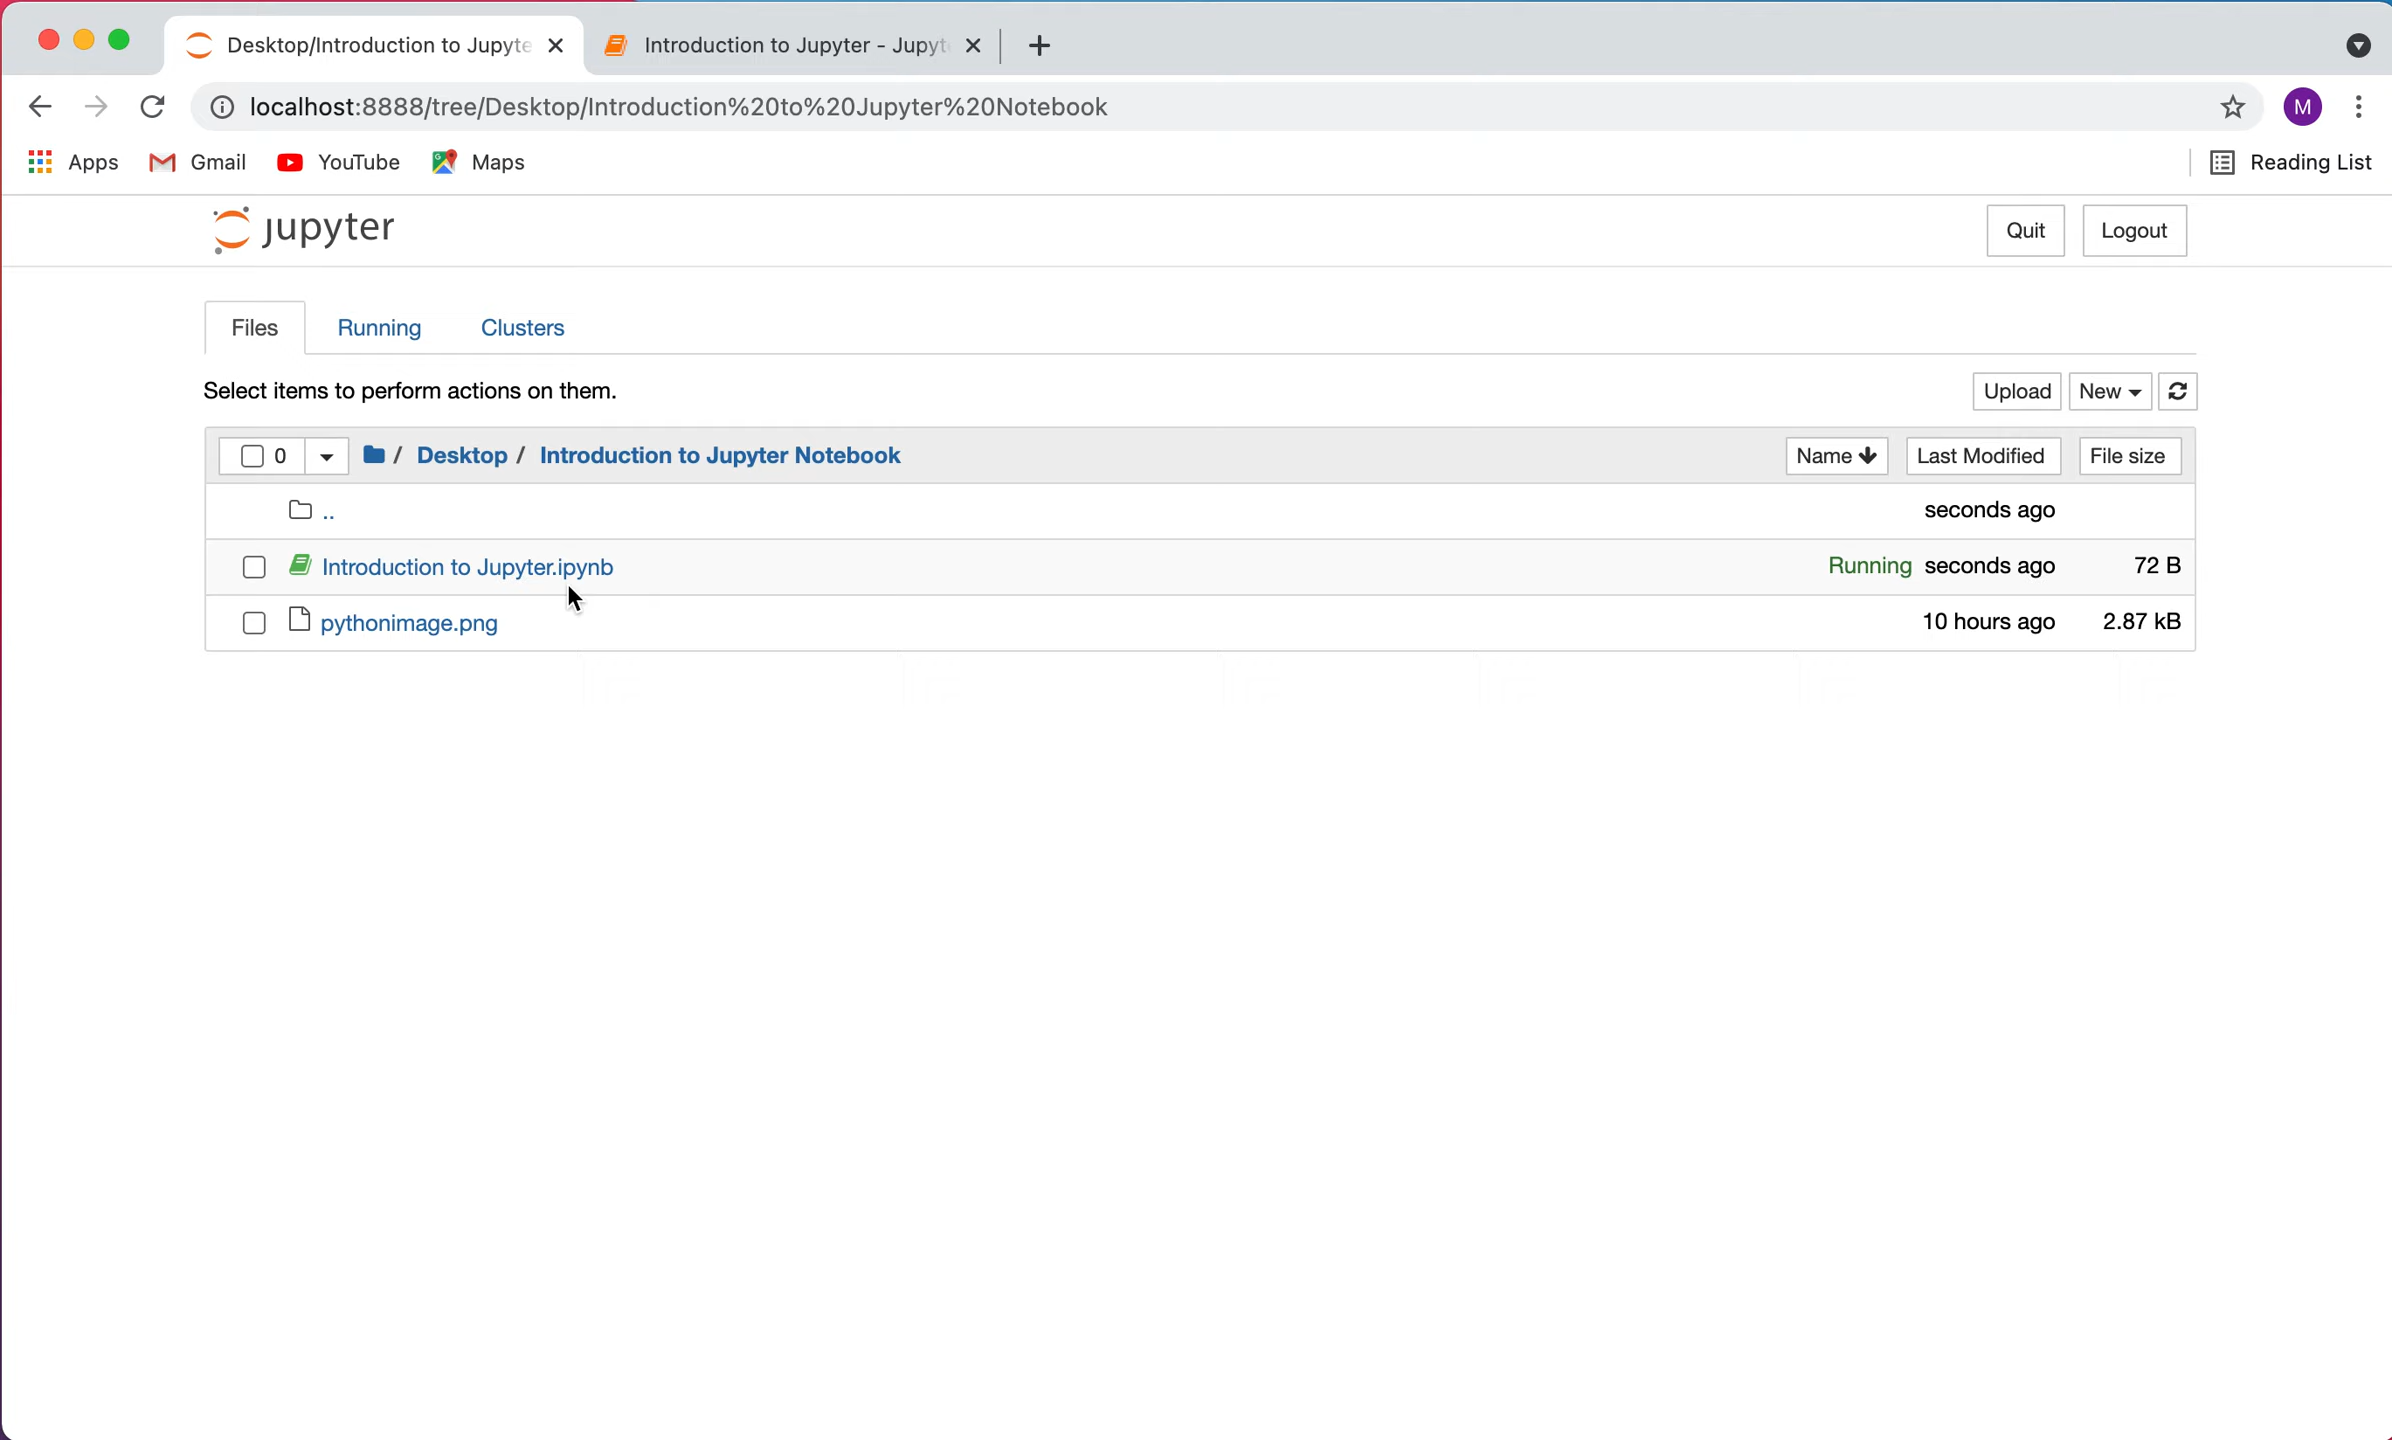 Desktop/Introduction to Jupyte
Introduction to Jupyter - Jupyt
localhost:8888/tree/Desktop/Introduction%20to%20Jupyter%20Notebook
M
Apps Gmail YouTube Maps Reading List
jupyter Quit Logout
Files Running Clusters
Select items to perform actions on them. Upload New
0 / Desktop / Introduction to Jupyter Notebook Name Last Modified File size
.. seconds ago
Introduction to Jupyter.ipynb Running seconds ago 72 B
pythonimage.png 10 hours ago 2.87 kB